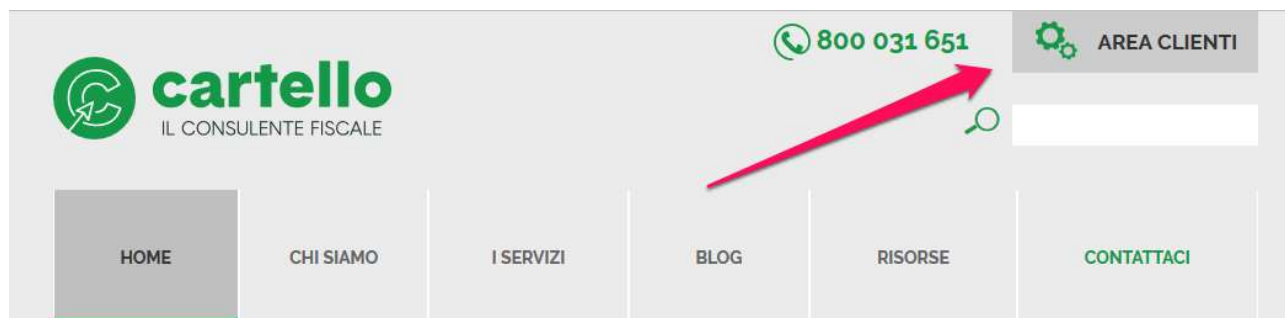 800 031 651
AREA CLIENTI
cartello
IL CONSULENTE FISCALE
HOME
CHI SIAMO
I SERVIZI
BLOG
RISORSE
CONTATTACI